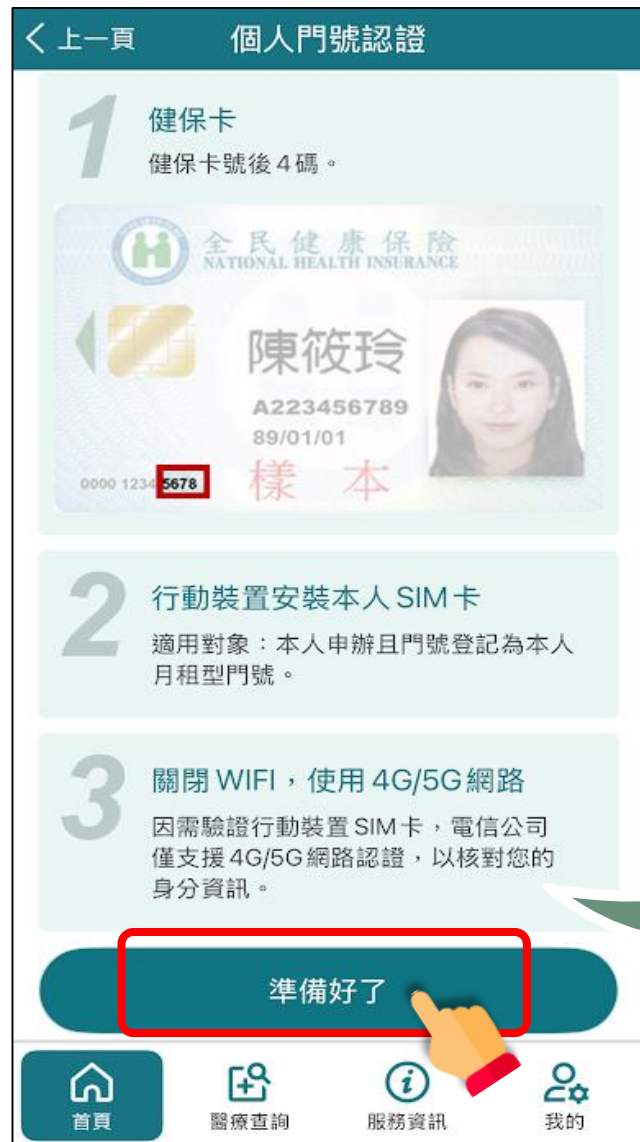 上一頁
個人門號認證
1
健保卡
健保卡號後4碼。
全民健康保險
NATIONAL HEALTH INSURANCE
陳筱玲
A223456789
89/01/01
0000 1234 5678
樣本
2
行動裝置安裝本人SIM卡
適用對象：本人申辦且門號登記為本人
月租型門號。
3
關閉WIFI，使用4G/5G網路
因需驗證行動裝置SIM卡，電信公司
僅支援4G/5G網路認證，以核對您的
身分資訊。
準備好了
首頁
醫療查詢
服務資訊
我的